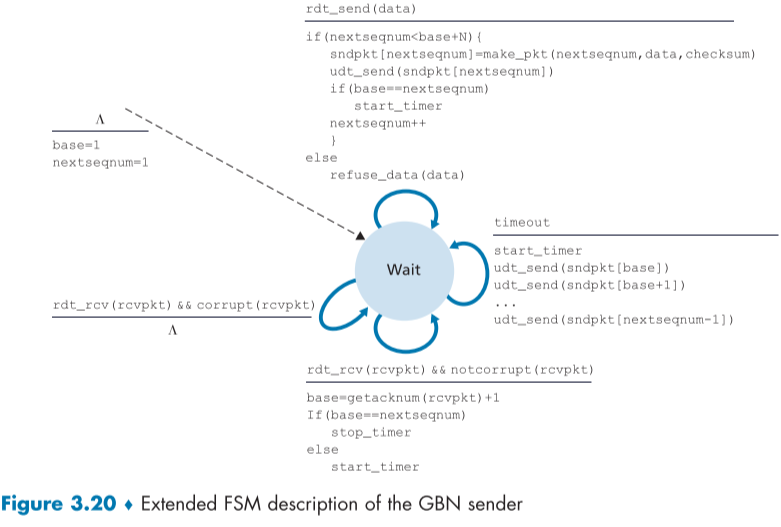 rdt_send(data)
if(nextseqnum<base+N){
sndpkt[nextseqnum]=make_pkt(nextseqnum,data,checksum)
udt_send(sndpkt[nextseqnum])
if(base==nextseqnum)
start_timer
nextseqnum++
}
else
refuse_data(data)
Λ
base=1
nextseqnum=1
timeout
start_timer
udt_send(sndpkt[base])
udt_send(sndpkt[base+1])
...
udt_send(sndpkt[nextseqnum-1])
Wait
rdt_rcv(rcvpkt) && corrupt(rcvpkt)
Λ
rdt_rcv(rcvpkt) && notcorrupt(rcvpkt)
base=getacknum(rcvpkt)+1
If(base==nextseqnum)
stop_timer
else
start_timer
Figure 3.20 ♦ Extended FSM description of the GBN sender